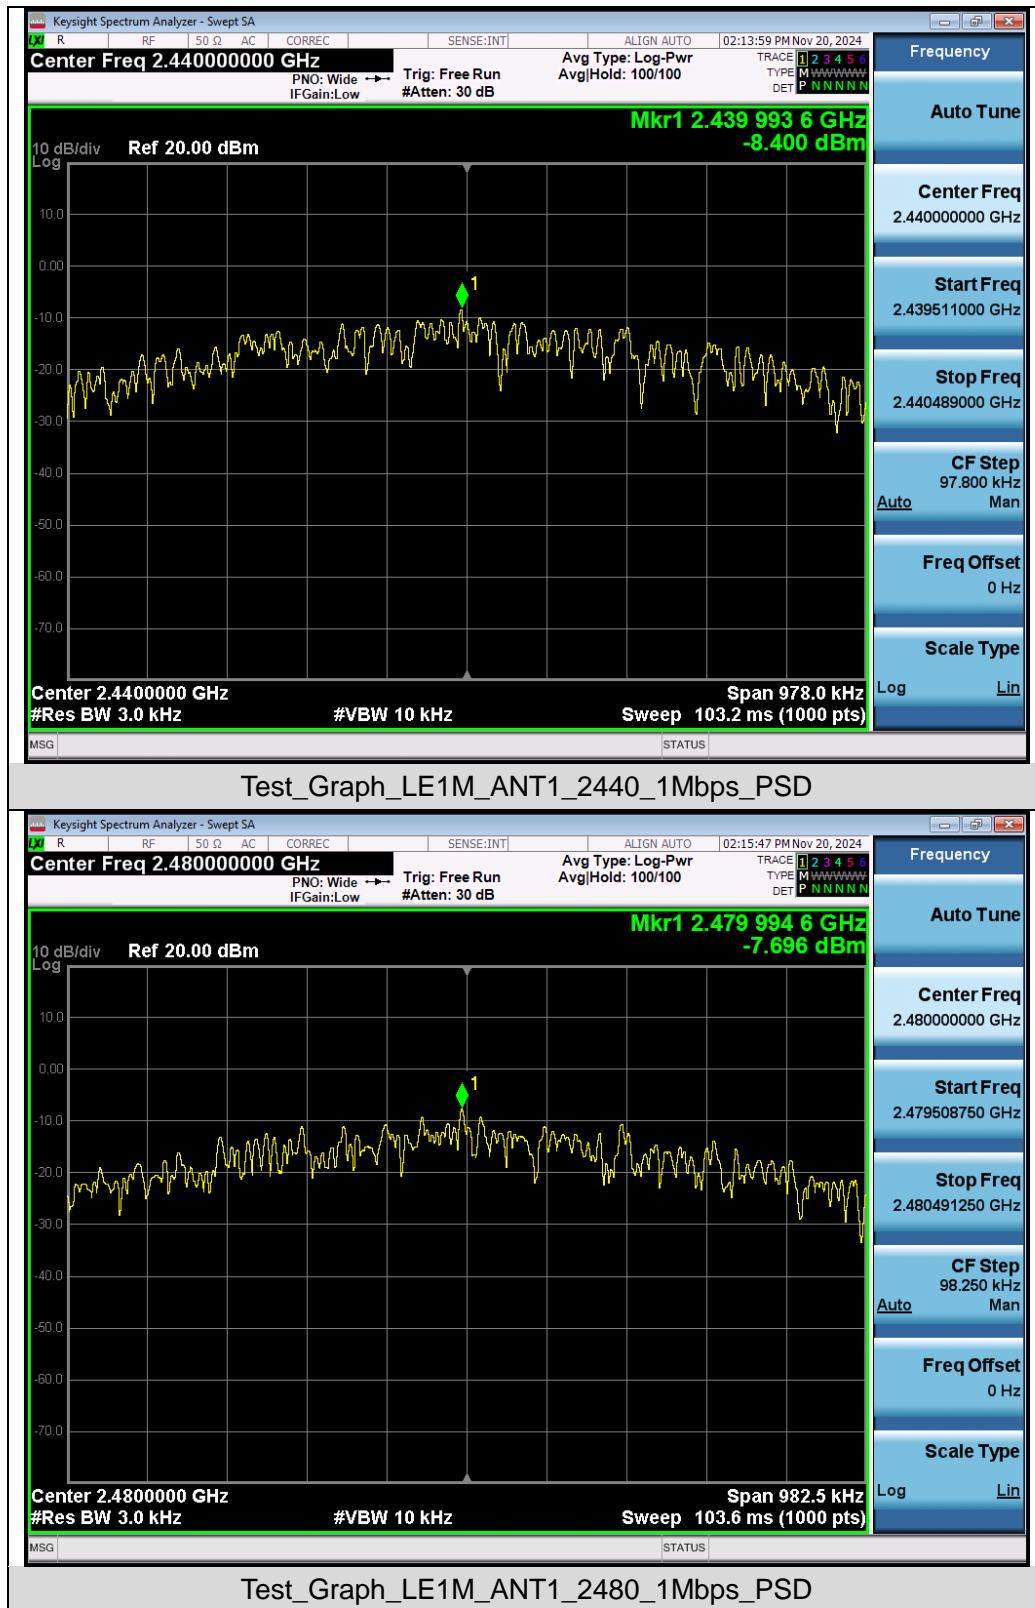 Keysight Spectrum Analyzer - Swept SA
LXI R RF 50 Ω AC CORREC SENSE:INT ALIGN AUTO 02:13:59 PM Nov 20, 2024
Center Freq 2.440000000 GHz
PNO: Wide
IFGain:Low
Trig: Free Run
#Atten: 30 dB
Avg Type: Log-Pwr
Avg|Hold: 100/100
TRACE 1 2 3 4 5 6
TYPE M WWWWW
DET P N N N N N
Mkr1 2.439 993 6 GHz
-8.400 dBm
10 dB/div Ref 20.00 dBm
Log
10.0
0.00
1
-10.0
-20.0
-30.0
-40.0
-50.0
-60.0
-70.0
Center 2.4400000 GHz Span 978.0 kHz
#Res BW 3.0 kHz #VBW 10 kHz Sweep 103.2 ms (1000 pts)
MSG STATUS
Frequency
Auto Tune
Center Freq
2.440000000 GHz
Start Freq
2.439511000 GHz
Stop Freq
2.440489000 GHz
CF Step
97.800 kHz
Auto Man
Freq Offset
0 Hz
Scale Type
Log Lin
Test_Graph_LE1M_ANT1_2440_1Mbps_PSD
Keysight Spectrum Analyzer - Swept SA
LXI R RF 50 Ω AC CORREC SENSE:INT ALIGN AUTO 02:15:47 PM Nov 20, 2024
Center Freq 2.480000000 GHz
PNO: Wide
IFGain:Low
Trig: Free Run
#Atten: 30 dB
Avg Type: Log-Pwr
Avg|Hold: 100/100
TRACE 1 2 3 4 5 6
TYPE M WWWWW
DET P N N N N N
Mkr1 2.479 994 6 GHz
-7.696 dBm
10 dB/div Ref 20.00 dBm
Log
10.0
0.00
1
-10.0
-20.0
-30.0
-40.0
-50.0
-60.0
-70.0
Center 2.4800000 GHz Span 982.5 kHz
#Res BW 3.0 kHz #VBW 10 kHz Sweep 103.6 ms (1000 pts)
MSG STATUS
Frequency
Auto Tune
Center Freq
2.480000000 GHz
Start Freq
2.479508750 GHz
Stop Freq
2.480491250 GHz
CF Step
98.250 kHz
Auto Man
Freq Offset
0 Hz
Scale Type
Log Lin
Test_Graph_LE1M_ANT1_2480_1Mbps_PSD